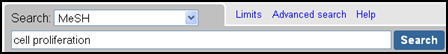 Search: MeSH Limits Advanced search Help
cell proliferation Search